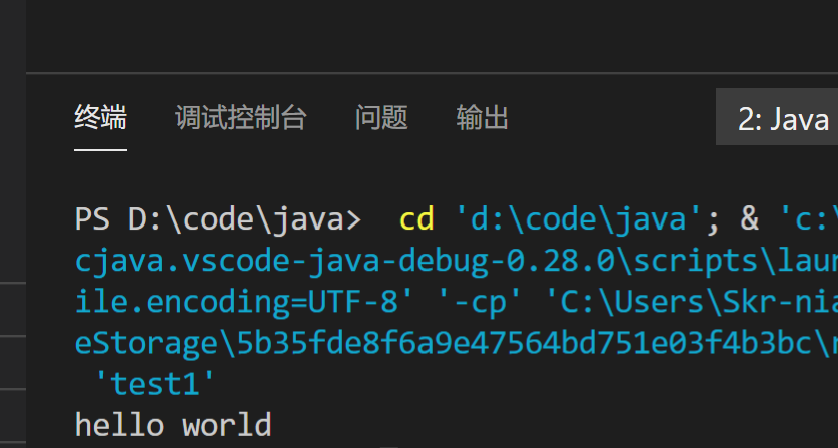 终端 调试控制台 问题 输出 2: Java
PS D:\code\java> cd 'd:\code\java'; & 'c:\
cjava.vscode-java-debug-0.28.0\scripts\laun
ile.encoding=UTF-8' '-cp' 'C:\Users\Skr-nia
eStorage\5b35fde8f6a9e47564bd751e03f4b3bc\r
'test1'
hello world